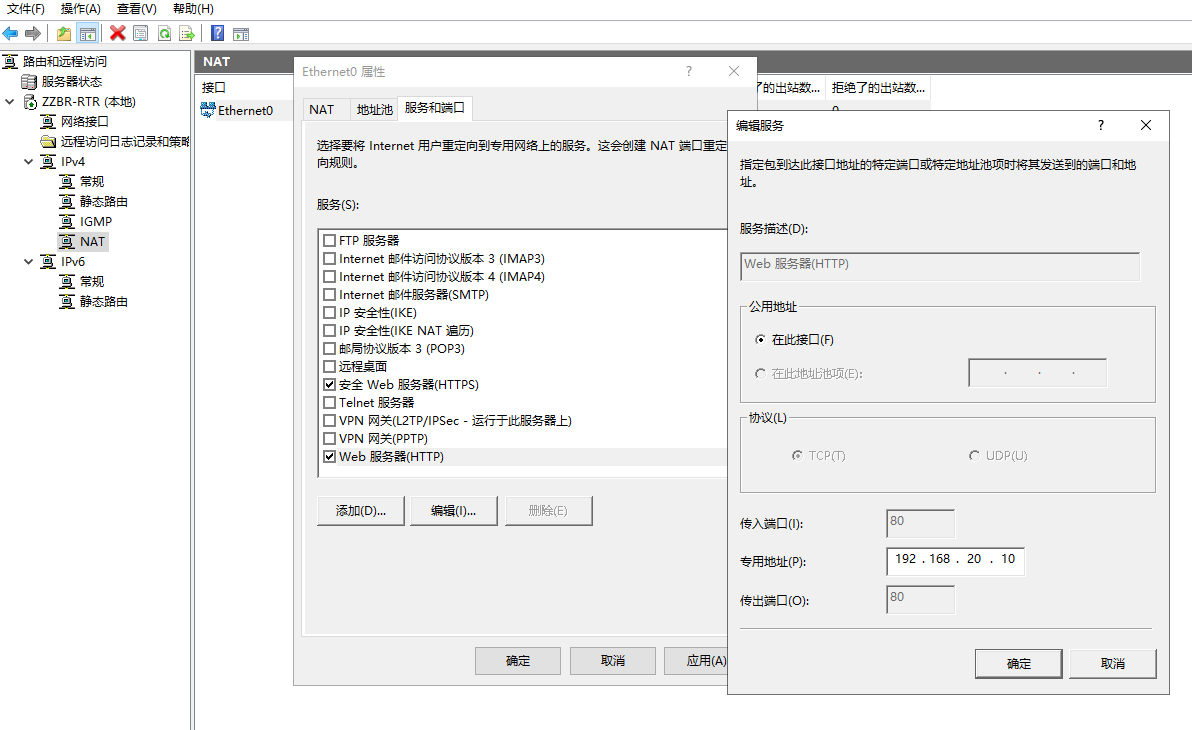 文件(F) 操作(A) 查看(V) 帮助(H)
路由和远程访问
服务器状态
ZZBR-RTR (本地)
网络接口
远程访问日志记录和策略
IPv4
常规
静态路由
IGMP
NAT
IPv6
常规
静态路由
NAT
接口
Ethernet0
了的出站数... 拒绝了的出站数...
0
Ethernet0 属性
NAT 地址池 服务和端口
选择要将 Internet 用户重定向到专用网络上的服务。这会创建 NAT 端口重定
向规则。
服务(S):
FTP 服务器
Internet 邮件访问协议版本 3 (IMAP3)
Internet 邮件访问协议版本 4 (IMAP4)
Internet 邮件服务器(SMTP)
IP 安全性(IKE)
IP 安全性(IKE NAT 遍历)
邮局协议版本 3 (POP3)
远程桌面
安全 Web 服务器(HTTPS)
Telnet 服务器
VPN 网关(L2TP/IPSec - 运行于此服务器上)
VPN 网关(PPTP)
Web 服务器(HTTP)
添加(D)... 编辑(I)... 删除(E)
确定 取消 应用(A)
编辑服务
指定包到达此接口地址的特定端口或特定地址池项时将其发送到的端口和地
址。
服务描述(D):
Web 服务器(HTTP)
公用地址
在此接口(F)
在此地址池项(E): . . .
协议(L)
TCP(T) UDP(U)
传入端口(I): 80
专用地址(P): 192 . 168 . 20 . 10
传出端口(O): 80
确定 取消